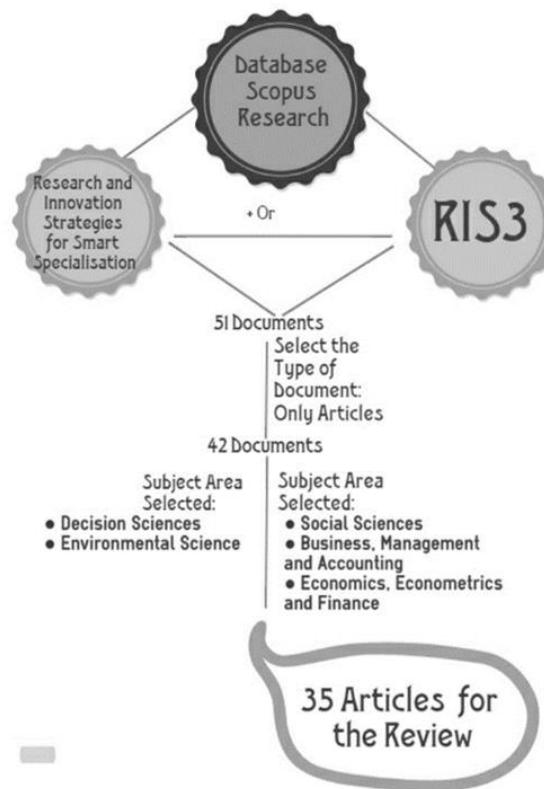 Database
Scopus
Research
Research and
Innovation
Strategies
for Smart
Specialisation
+ Or
RIS3
51 Documents
Select the
Type of
Document:
Only Articles
42 Documents
Subject Area
Selected:
● Decision Sciences
● Environmental Science
Subject Area
Selected:
● Social Sciences
● Business, Management
and Accounting
● Economics, Econometrics
and Finance
35 Articles for
the Review